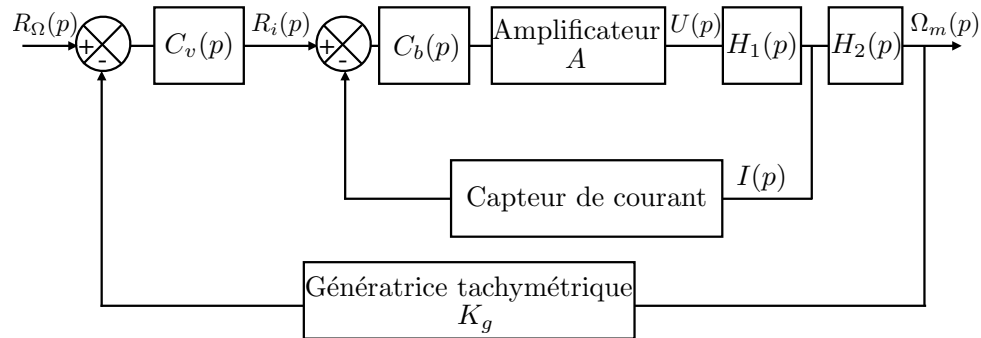 R_Ω(p)
+
-
C_v(p)
R_i(p)
+
-
C_b(p)
Amplificateur
A
U(p)
H_1(p)
H_2(p)
Ω_m(p)
Capteur de courant
I(p)
Génératrice tachymétrique
K_g